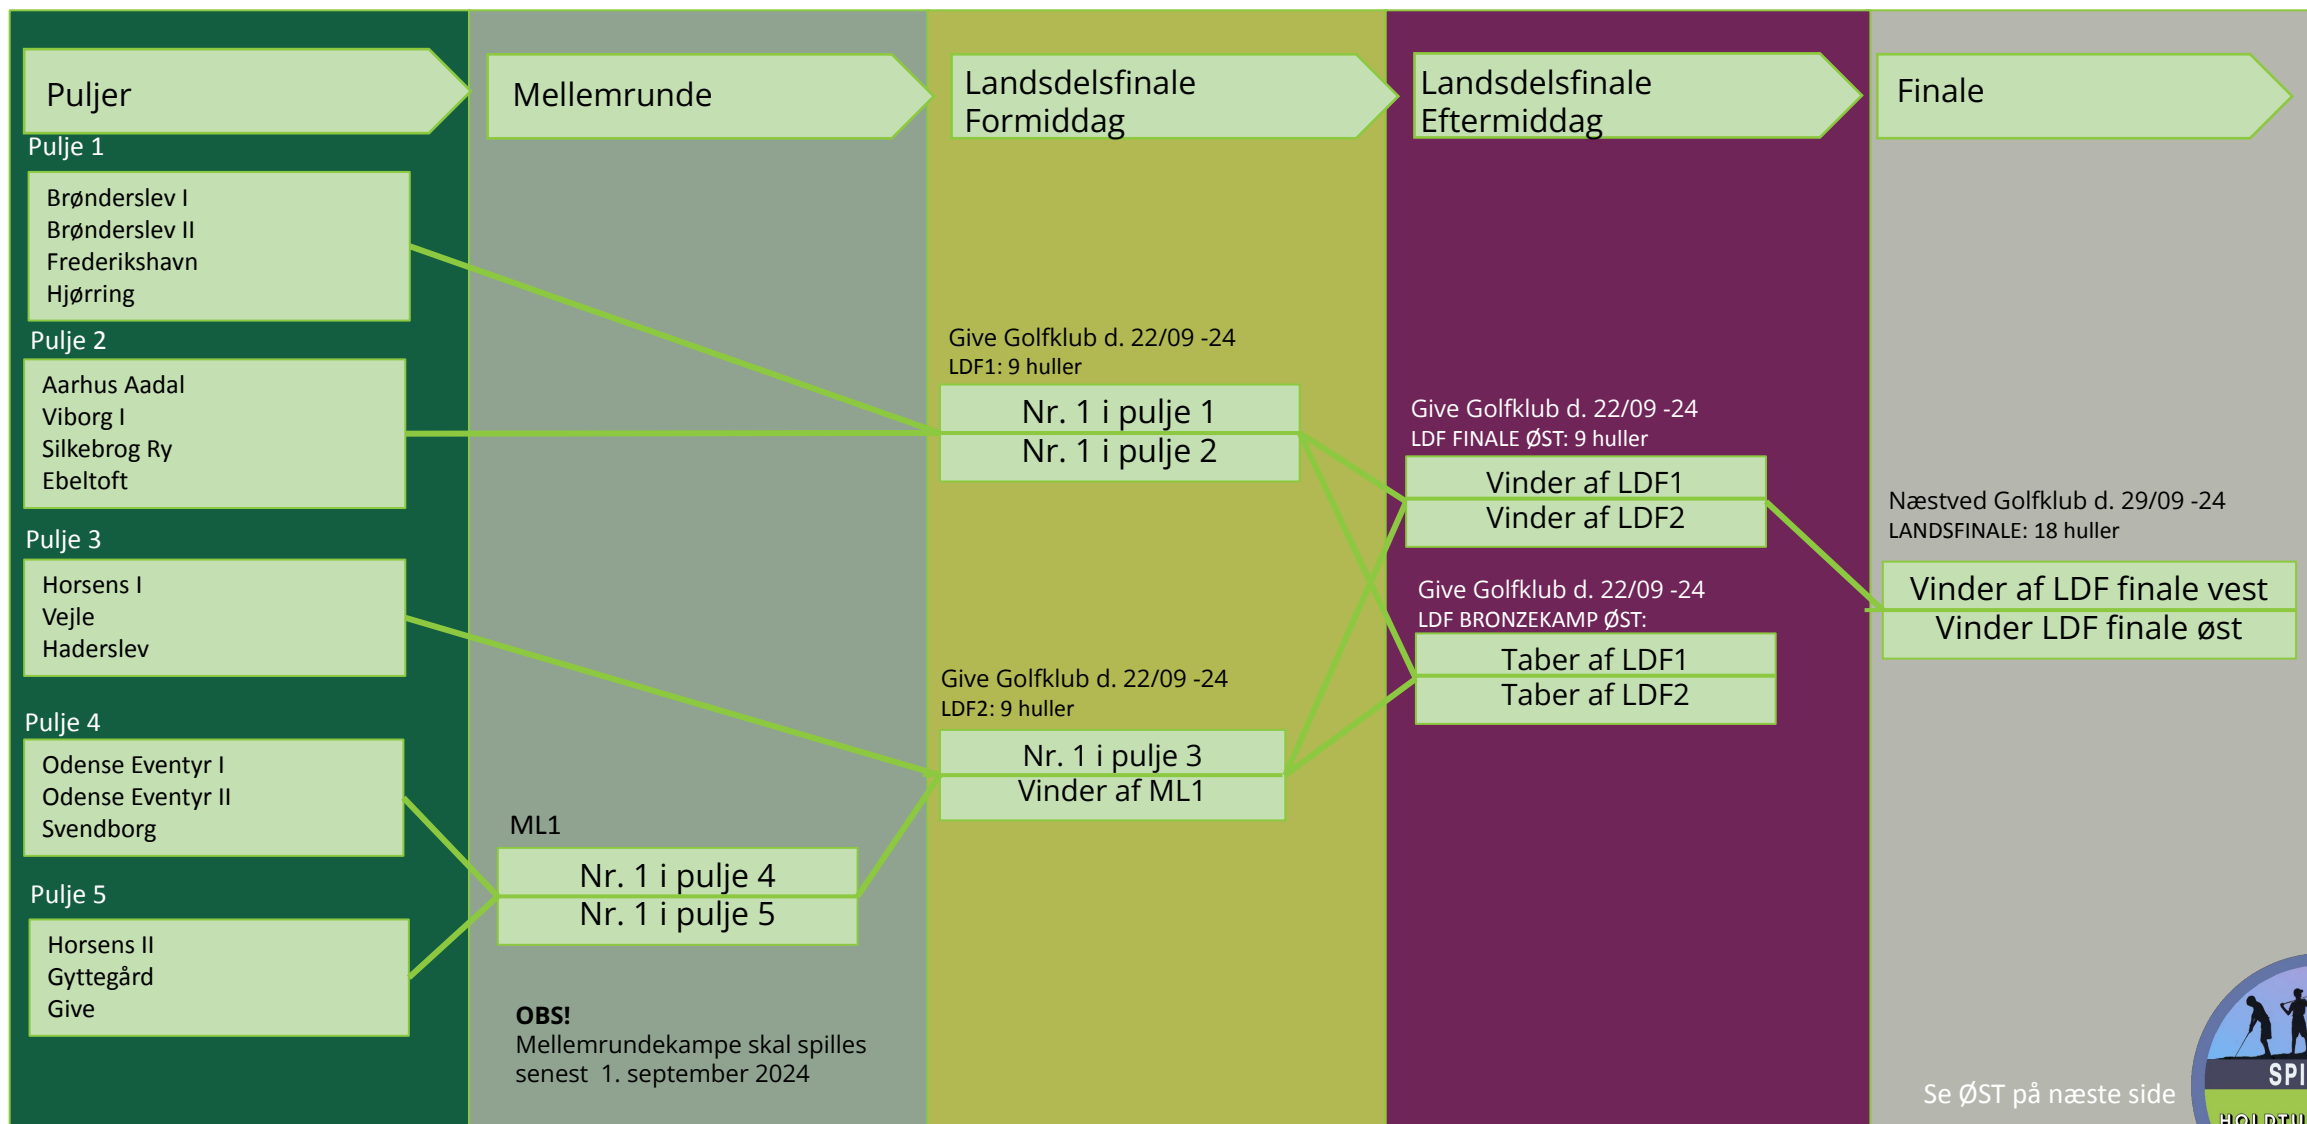 Puljer
Mellemrunde
Landsdelsfinale
Formiddag
Landsdelsfinale
Eftermiddag
Finale
Pulje 1
Brønderslev I
Brønderslev II
Frederikshavn
Hjørring
Pulje 2
Aarhus Aadal
Viborg I
Silkebrog Ry
Ebeltoft
Pulje 3
Horsens I
Vejle
Haderslev
Pulje 4
Odense Eventyr I
Odense Eventyr II
Svendborg
Pulje 5
Horsens II
Gyttegård
Give
ML1
Nr. 1 i pulje 4
Nr. 1 i pulje 5
OBS!
Mellemrundekampe skal spilles
senest 1. september 2024
Give Golfklub d. 22/09 -24
LDF1: 9 huller
Nr. 1 i pulje 1
Nr. 1 i pulje 2
Give Golfklub d. 22/09 -24
LDF2: 9 huller
Nr. 1 i pulje 3
Vinder af ML1
Give Golfklub d. 22/09 -24
LDF FINALE ØST: 9 huller
Vinder af LDF1
Vinder af LDF2
Give Golfklub d. 22/09 -24
LDF BRONZEKAMP ØST:
Taber af LDF1
Taber af LDF2
Næstved Golfklub d. 29/09 -24
LANDSFINALE: 18 huller
Vinder af LDF finale vest
Vinder LDF finale øst
Se ØST på næste side
SPI